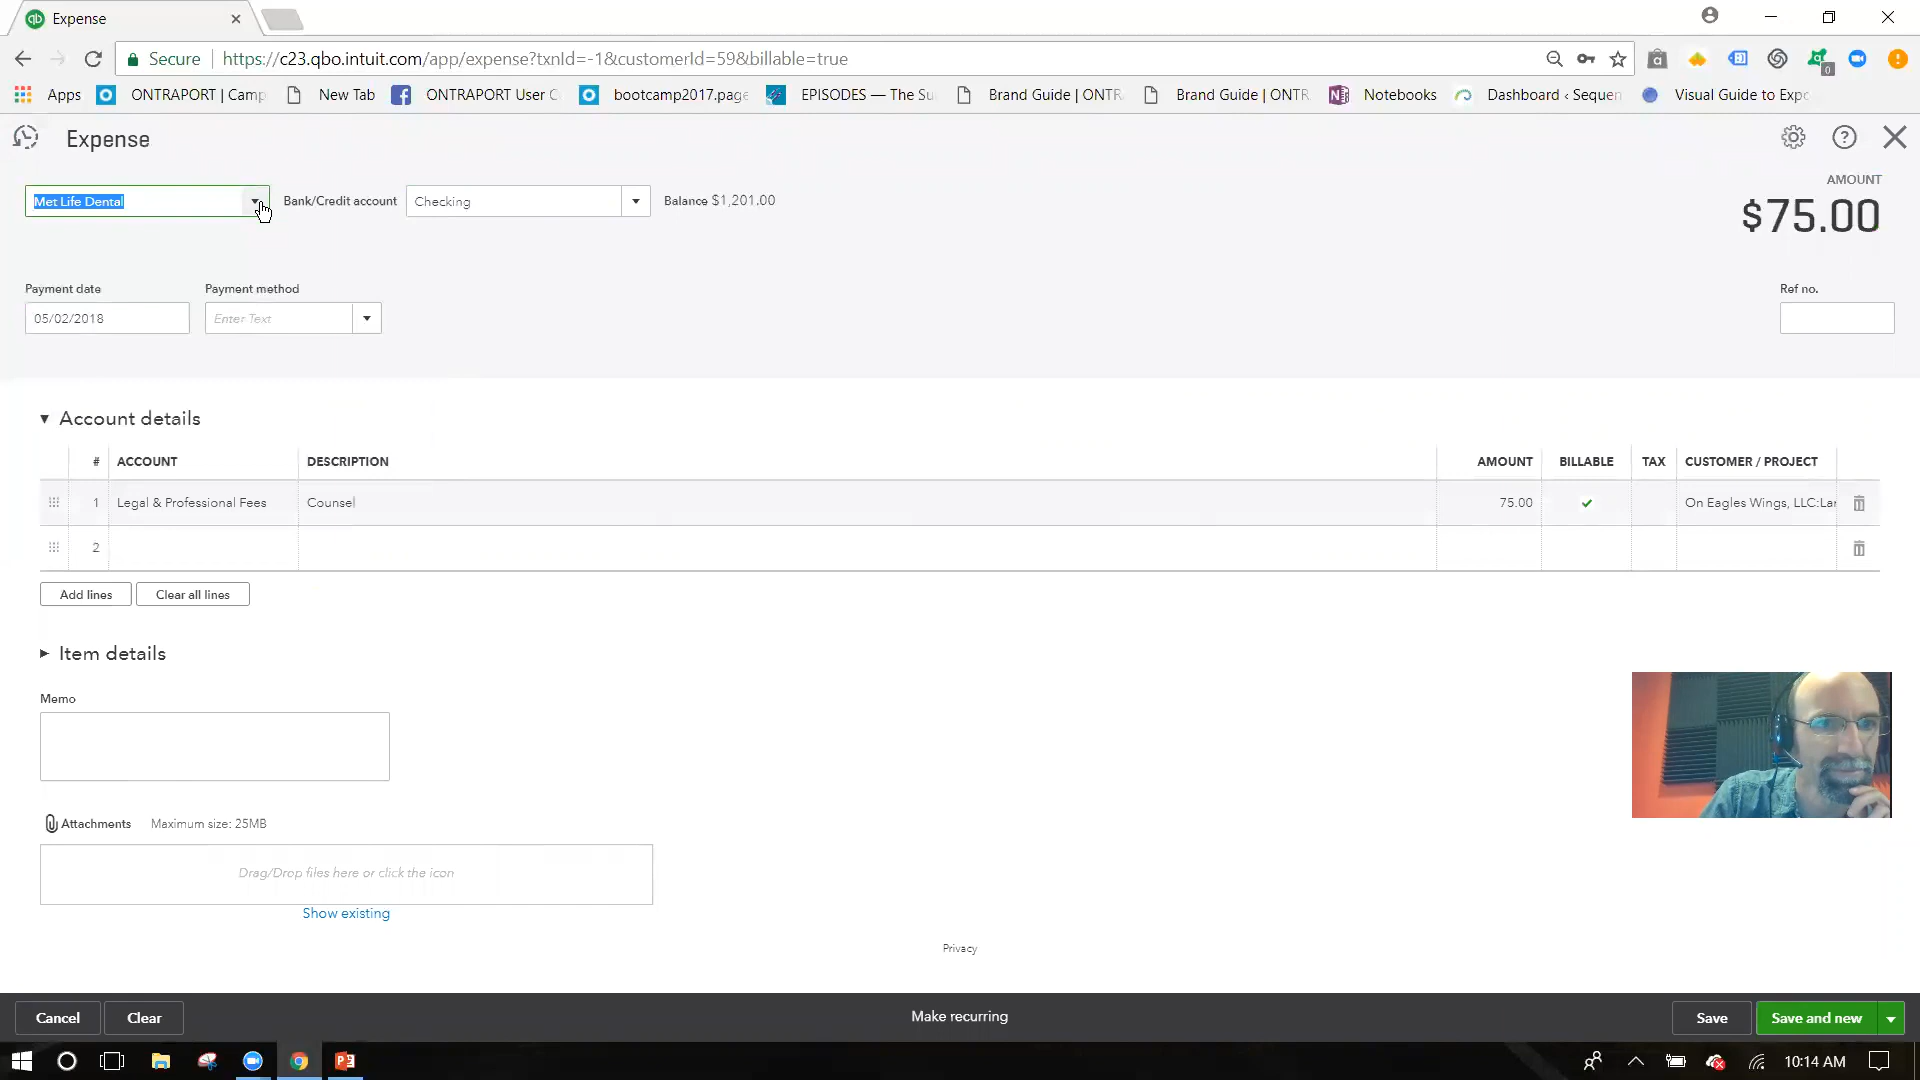 Expense
Secure https://c23.qbo.intuit.com/app/expense?txnId=-1&customerId=59&billable=true
0
Apps ONTRAPORT | Camp New Tab ONTRAPORT User C bootcamp2017.page EPISODES — The Su Brand Guide | ONTR Brand Guide | ONTR Notebooks Dashboard ‹ Sequen Visual Guide to Expo
Expense
AMOUNT
Met Life Dental Bank/Credit account Checking Balance $1,201.00
$75.00
Payment date Payment method Ref no.
05/02/2018 Enter Text
Account details
# ACCOUNT DESCRIPTION AMOUNT BILLABLE TAX CUSTOMER / PROJECT
1 Legal & Professional Fees Counsel 75.00 On Eagles Wings, LLC:Lar
2
Add lines Clear all lines
Item details
Memo
Attachments Maximum size: 25MB
Drag/Drop files here or click the icon
Show existing
Privacy
Cancel Clear Make recurring Save Save and new
10:14 AM